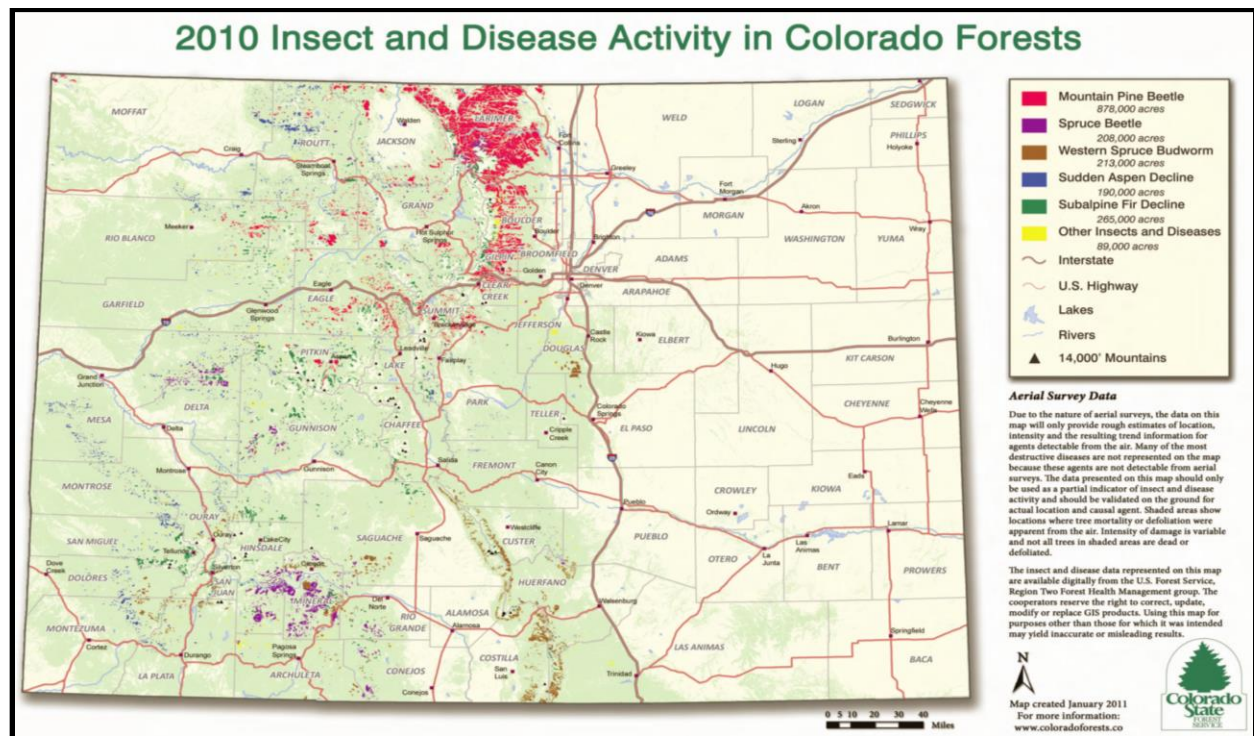 2010 Insect and Disease Activity in Colorado Forests
Mountain Pine Beetle
878,000 acres
Spruce Beetle
208,000 acres
Western Spruce Budworm
213,000 acres
Sudden Aspen Decline
190,000 acres
Subalpine Fir Decline
265,000 acres
Other Insects and Diseases
89,000 acres
Interstate
U.S. Highway
Lakes
Rivers
14,000' Mountains
Aerial Survey Data
Due to the nature of aerial surveys, the data on this
map will only provide rough estimates of location,
intensity and the resulting trend information for
agents detectable from the air. Many of the most
destructive diseases are not represented on the map
because these agents are not detectable from aerial
surveys. The data presented on this map should only
be used as a partial indicator of insect and disease
activity and should be validated on the ground for
actual location and causal agent. Shaded areas show
locations where tree mortality or defoliation were
apparent from the air. Intensity of damage is variable
and not all trees in shaded areas are dead or
defoliated.
The insect and disease data represented on this map
are available digitally from the U.S. Forest Service,
Region Two Forest Health Management group. The
cooperators reserve the right to correct, update,
modify or replace GIS products. Using this map for
purposes other than those for which it was intended
may yield inaccurate or misleading results.
N
Map created January 2011
For more information:
www.coloradoforests.co
Colorado
State
FOREST
SERVICE
0 5 10 20 30 40
Miles
MOFFAT
Craig
ROUTT
Steamboat
Springs
Walden
JACKSON
LARIMER
Fort
Collins
WELD
Greeley
LOGAN
Sterling
SEDGWICK
PHILLIPS
Holyoke
RIO BLANCO
Meeker
GRAND
Hot Sulphur
Springs
BOULDER
Boulder
Fort
Morgan
MORGAN
Akron
WASHINGTON
YUMA
Wray
GILPIN
BROOMFIELD
Brighton
ADAMS
Golden
DENVER
Denver
ARAPAHOE
CLEAR
CREEK
GARFIELD
Glenwood
Springs
Eagle
EAGLE
SUMMIT
Breckenridge
JEFFERSON
DOUGLAS
Castle
Rock
Kiowa
ELBERT
Burlington
KIT CARSON
Hugo
PITKIN
Leadville
LAKE
Fairplay
Grand
Junction
MESA
DELTA
Delta
GUNNISON
Gunnison
CHAFFEE
PARK
TELLER
Cripple
Creek
Colorado
Springs
EL PASO
LINCOLN
CHEYENNE
Cheyenne
Wells
Montrose
MONTROSE
Salida
FREMONT
Canon
City
CROWLEY
Ordway
KIOWA
Eads
OURAY
Ouray
SAN MIGUEL
Telluride
Lake City
HINSDALE
SAGUACHE
Saguache
Westcliffe
CUSTER
Pueblo
PUEBLO
OTERO
La
Junta
Las
Animas
BENT
Lamar
PROWERS
Dove
Creek
DOLORES
Silverton
SAN
JUAN
Creede
MINERAL
Del
Norte
RIO
GRANDE
ALAMOSA
Alamosa
HUERFANO
Walsenburg
MONTEZUMA
Cortez
Durango
LA PLATA
Pagosa
Springs
ARCHULETA
CONEJOS
Conejos
COSTILLA
San
Luis
Trinidad
LAS ANIMAS
Springfield
BACA